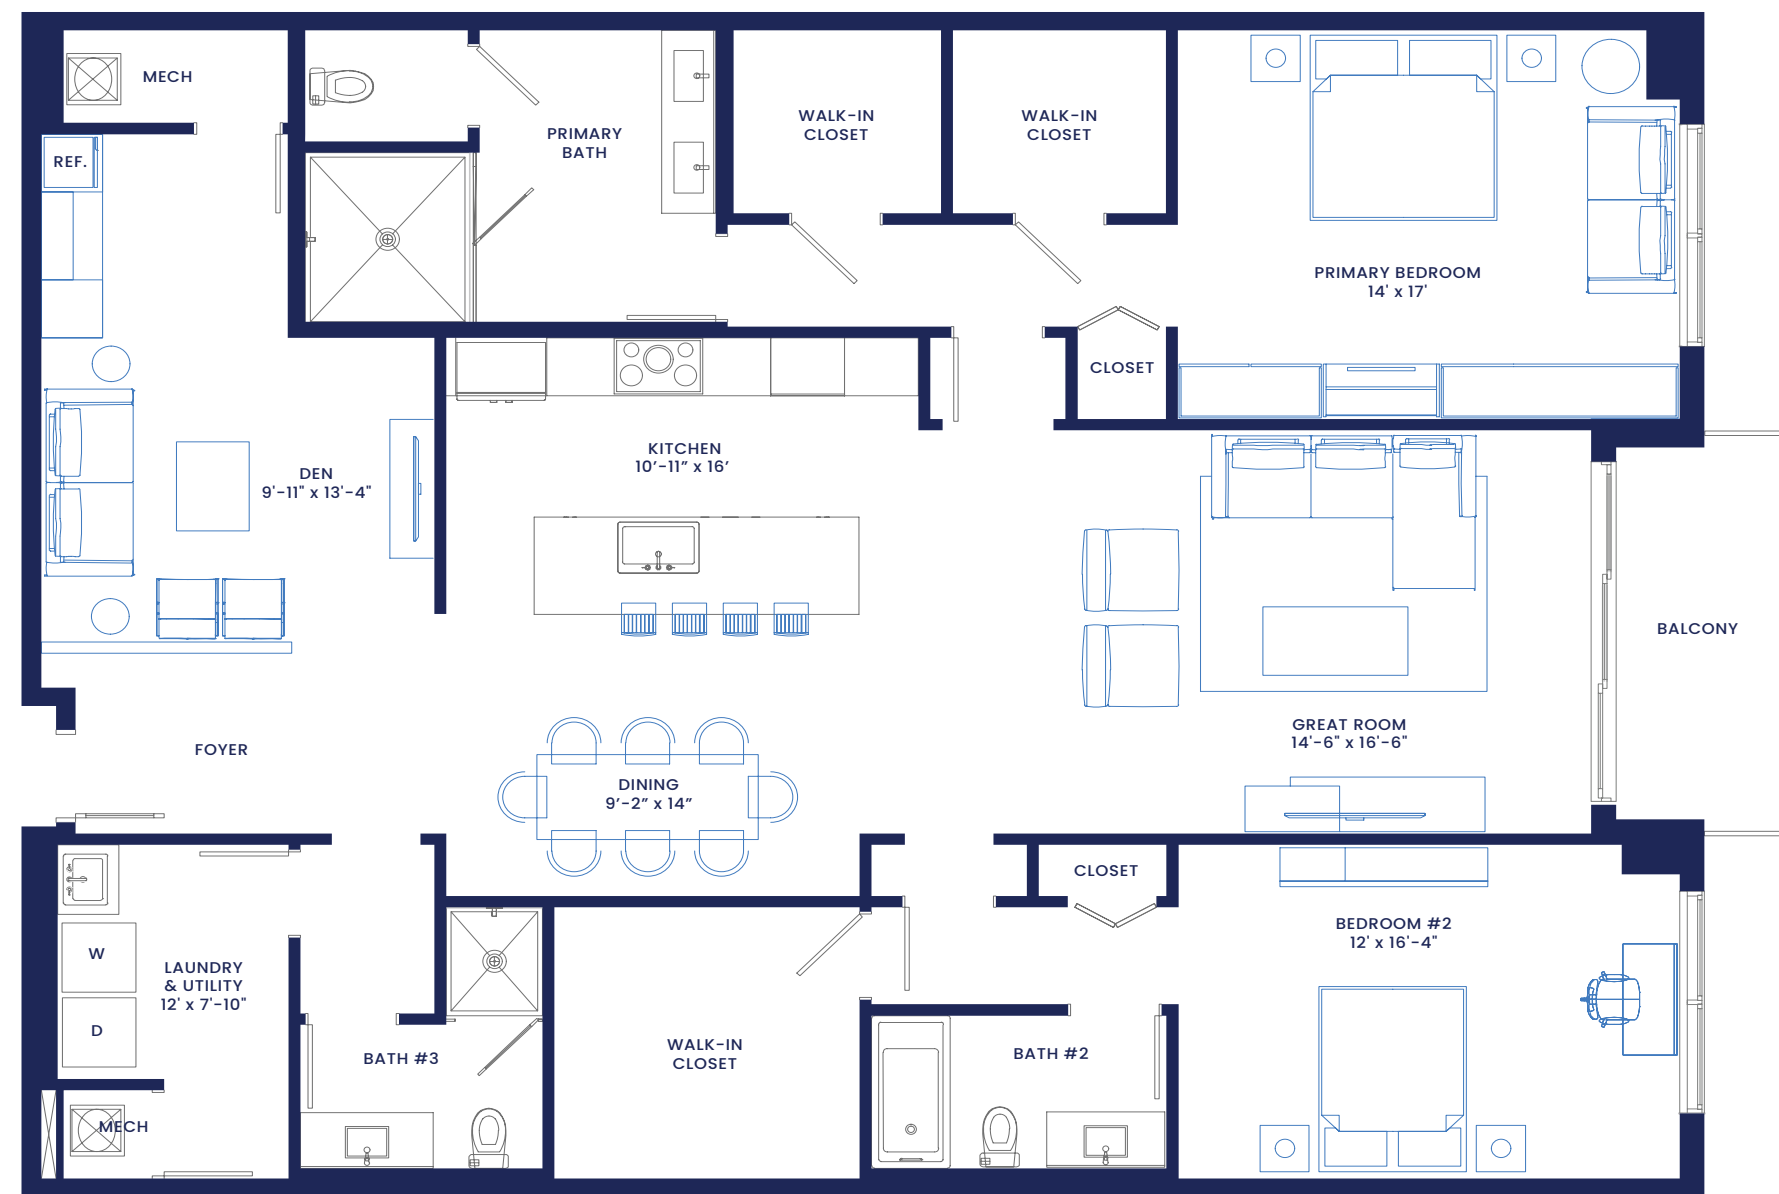 MECH
REF.
PRIMARY
BATH
WALK-IN
CLOSET
WALK-IN
CLOSET
PRIMARY BEDROOM
14' x 17'
CLOSET
KITCHEN
10’-11” x 16’
DEN
9'-11" x 13'-4"
BALCONY
GREAT ROOM
14'-6" x 16'-6"
FOYER
DINING
9’-2” x 14”
CLOSET
BEDROOM #2
12' x 16'-4"
W
LAUNDRY
& UTILITY
12' x 7'-10"
D
BATH #3
WALK-IN
CLOSET
BATH #2
MECH